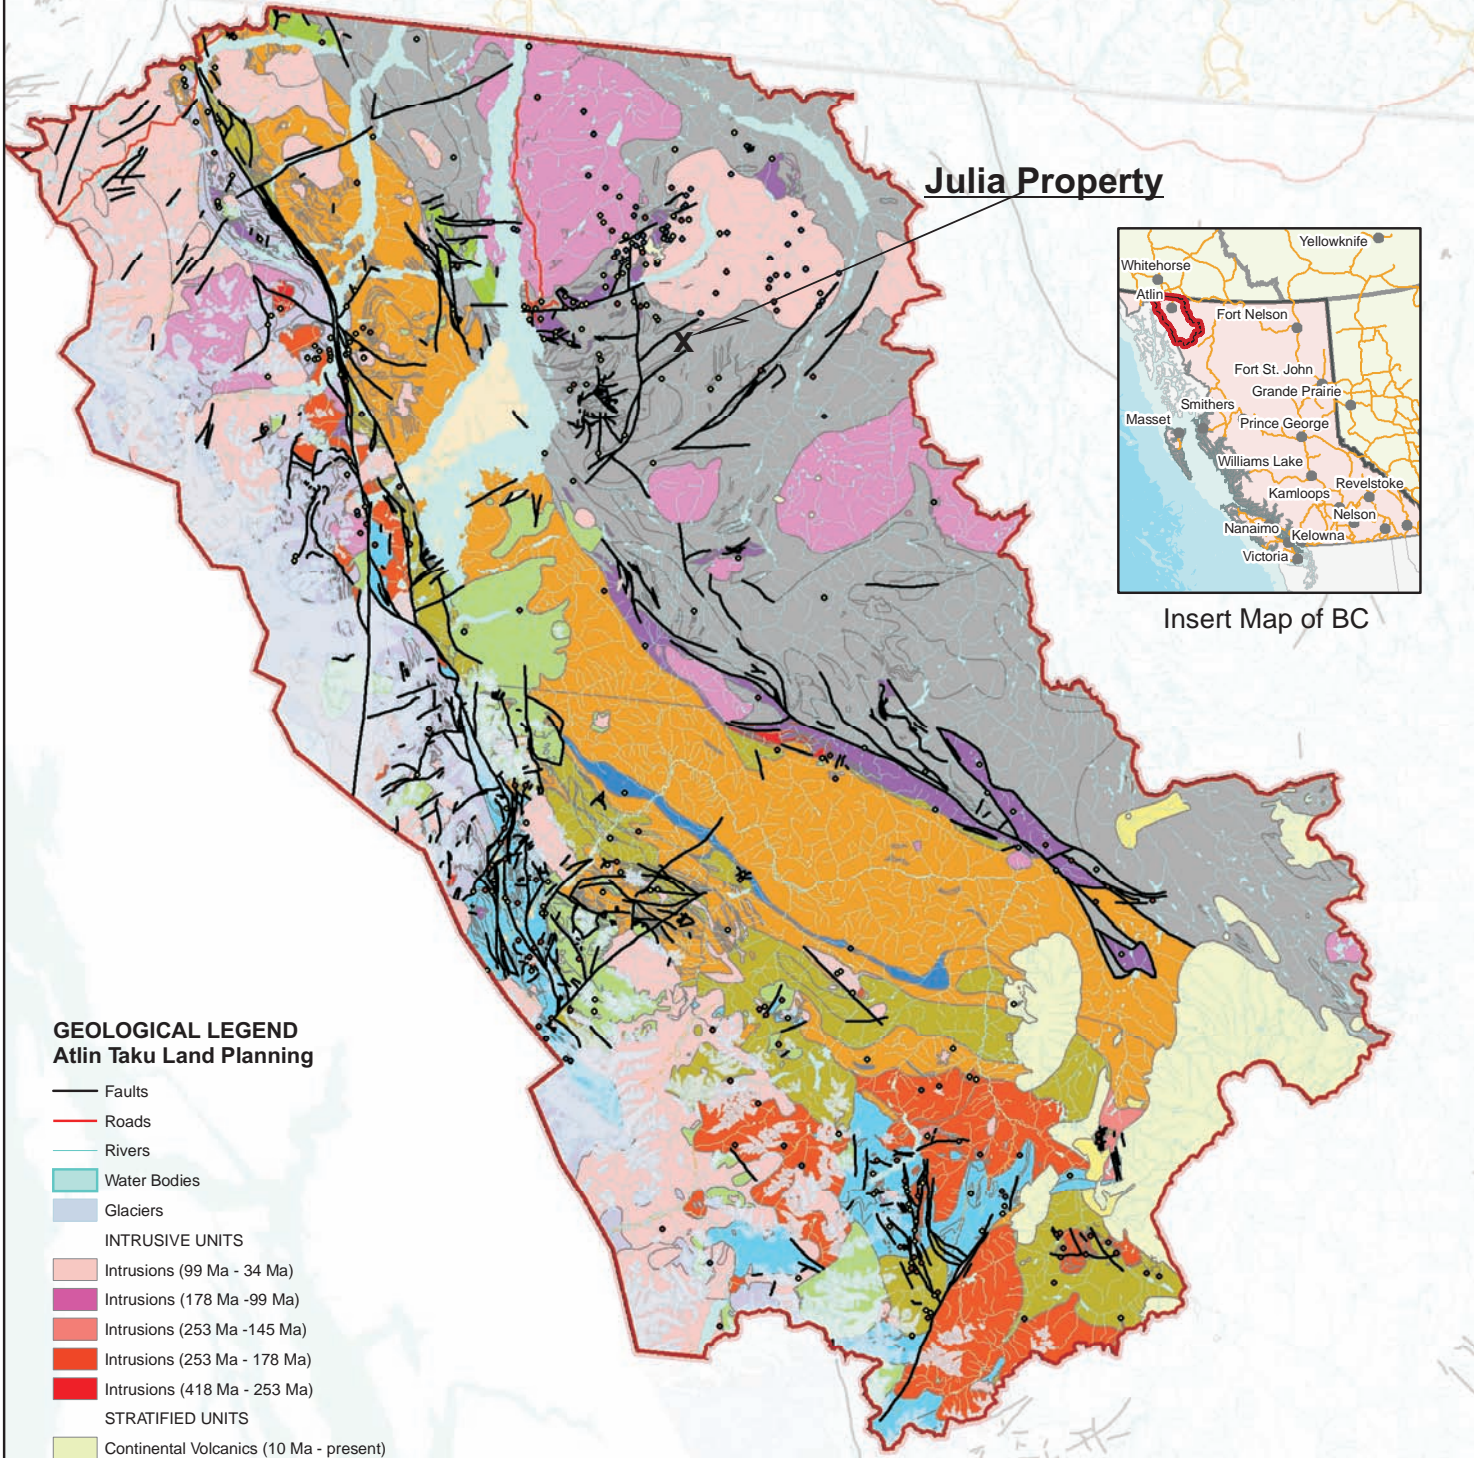 Julia Property
X
Yellowknife
Whitehorse
Atlin
Fort Nelson
Fort St. John
Grande Prairie
Smithers
Masset
Prince George
Williams Lake
Revelstoke
Kamloops
Nelson
Nanaimo
Kelowna
Victoria
Insert Map of BC
GEOLOGICAL LEGEND
Atlin Taku Land Planning
Faults
Roads
Rivers
Water Bodies
Glaciers
INTRUSIVE UNITS
Intrusions (99 Ma - 34 Ma)
Intrusions (178 Ma -99 Ma)
Intrusions (253 Ma -145 Ma)
Intrusions (253 Ma - 178 Ma)
Intrusions (418 Ma - 253 Ma)
STRATIFIED UNITS
Continental Volcanics (10 Ma - present)